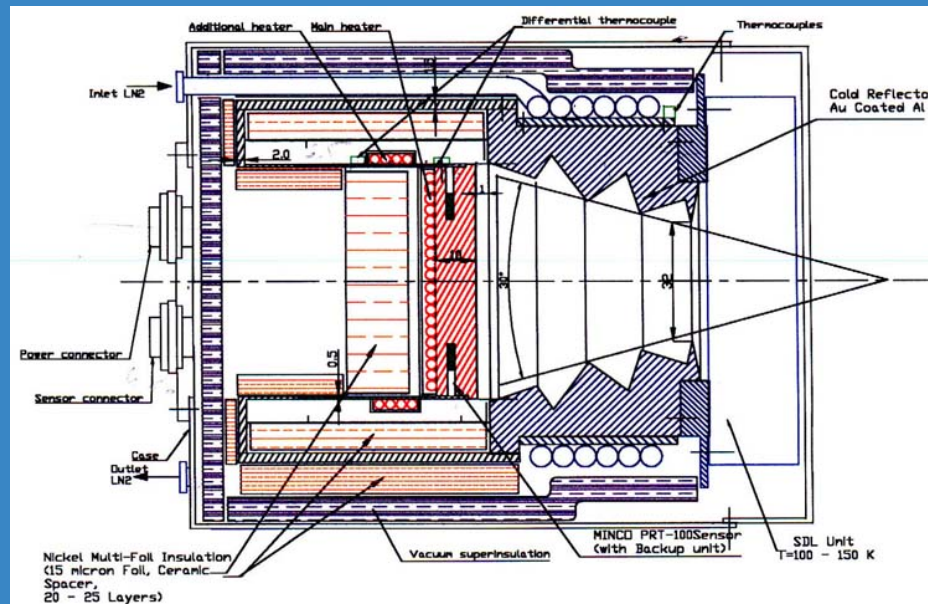 Additional heater
Main heater
Differential thermocouple
Thermocouples
Inlet LN2
Cold Reflector
Au Coated Al
2.0
1
10
30°
32
0.5
Power connector
Sensor connector
Case
Outlet
LN2
Nickel Multi-Foil Insulation
(15 micron Foil, Ceramic
Spacer,
20 - 25 Layers)
Vacuum superinsulation
MINCO PRT-100Sensor
(with Backup unit)
SDL Unit
T=100 - 150 K